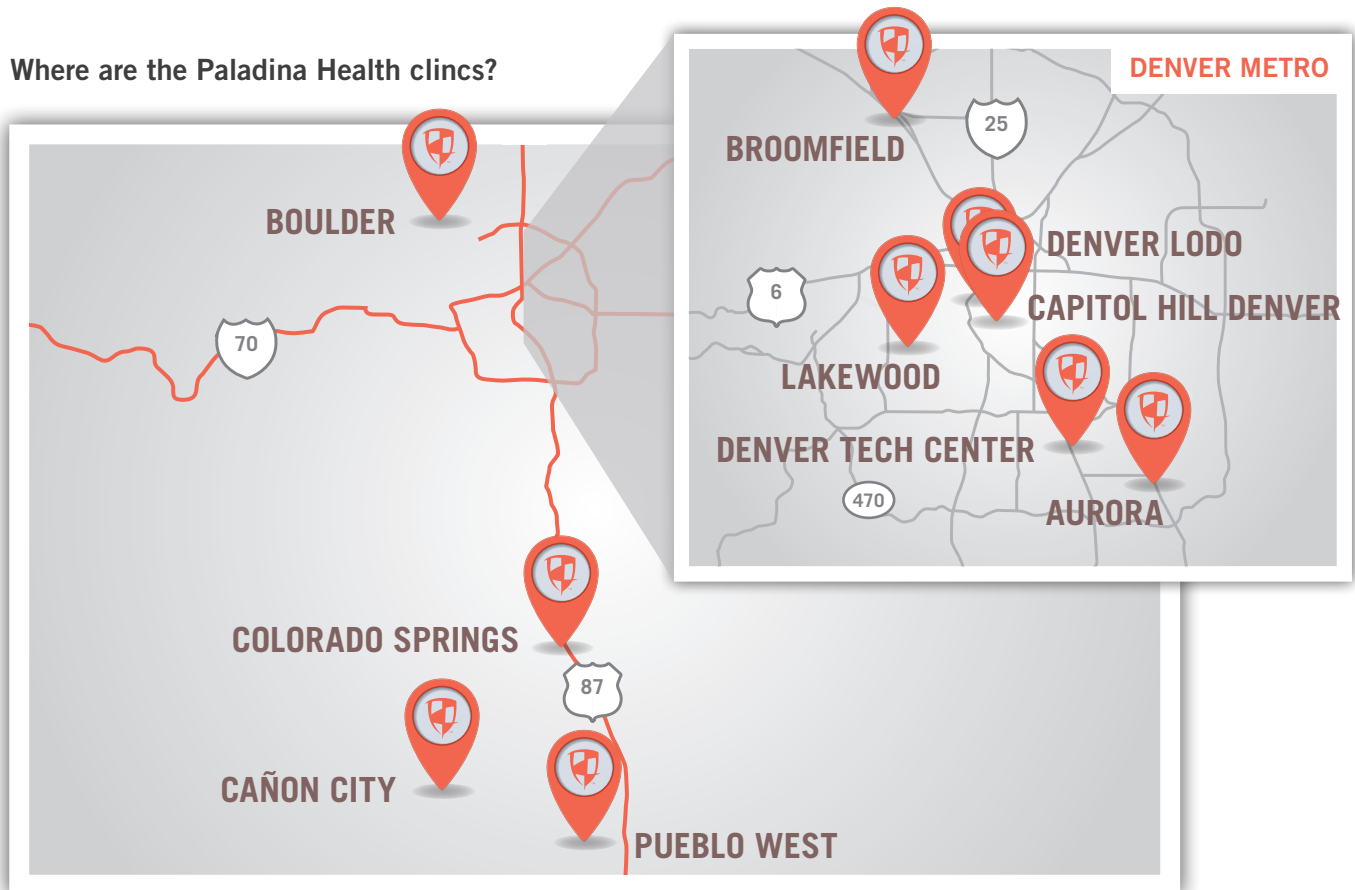 Where are the Paladina Health clincs?
DENVER METRO
25
BROOMFIELD
BOULDER
DENVER LODO
6
CAPITOL HILL DENVER
70
LAKEWOOD
DENVER TECH CENTER
470
AURORA
COLORADO SPRINGS
87
CAÑON CITY
PUEBLO WEST